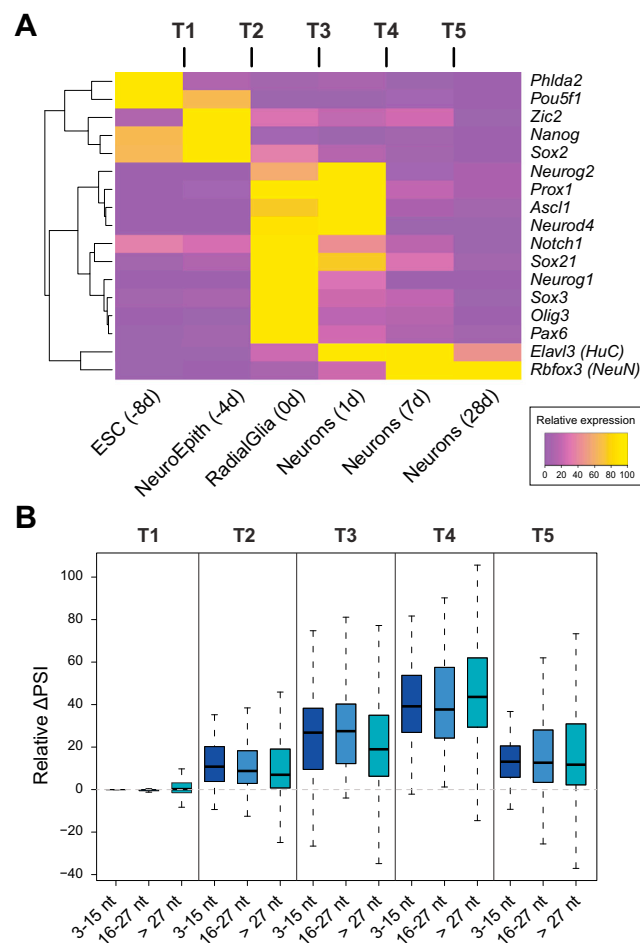 A
T1 T2 T3 T4 T5
Phlda2
Pou5f1
Zic2
Nanog
Sox2
Neurog2
Prox1
Ascl1
Neurod4
Notch1
Sox21
Neurog1
Sox3
Olig3
Pax6
Elavl3 (HuC)
Rbfox3 (NeuN)
ESC (-8d)
NeuroEpith (-4d)
RadialGlia (0d)
Neurons (1d)
Neurons (7d)
Neurons (28d)
Relative expression
0 20 40 60 80 100
B
T1 T2 T3 T4 T5
Relative ΔPSI
100
80
60
40
20
0
−20
−40
3-15 nt
16-27 nt
> 27 nt
3-15 nt
16-27 nt
> 27 nt
3-15 nt
16-27 nt
> 27 nt
3-15 nt
16-27 nt
> 27 nt
3-15 nt
16-27 nt
> 27 nt